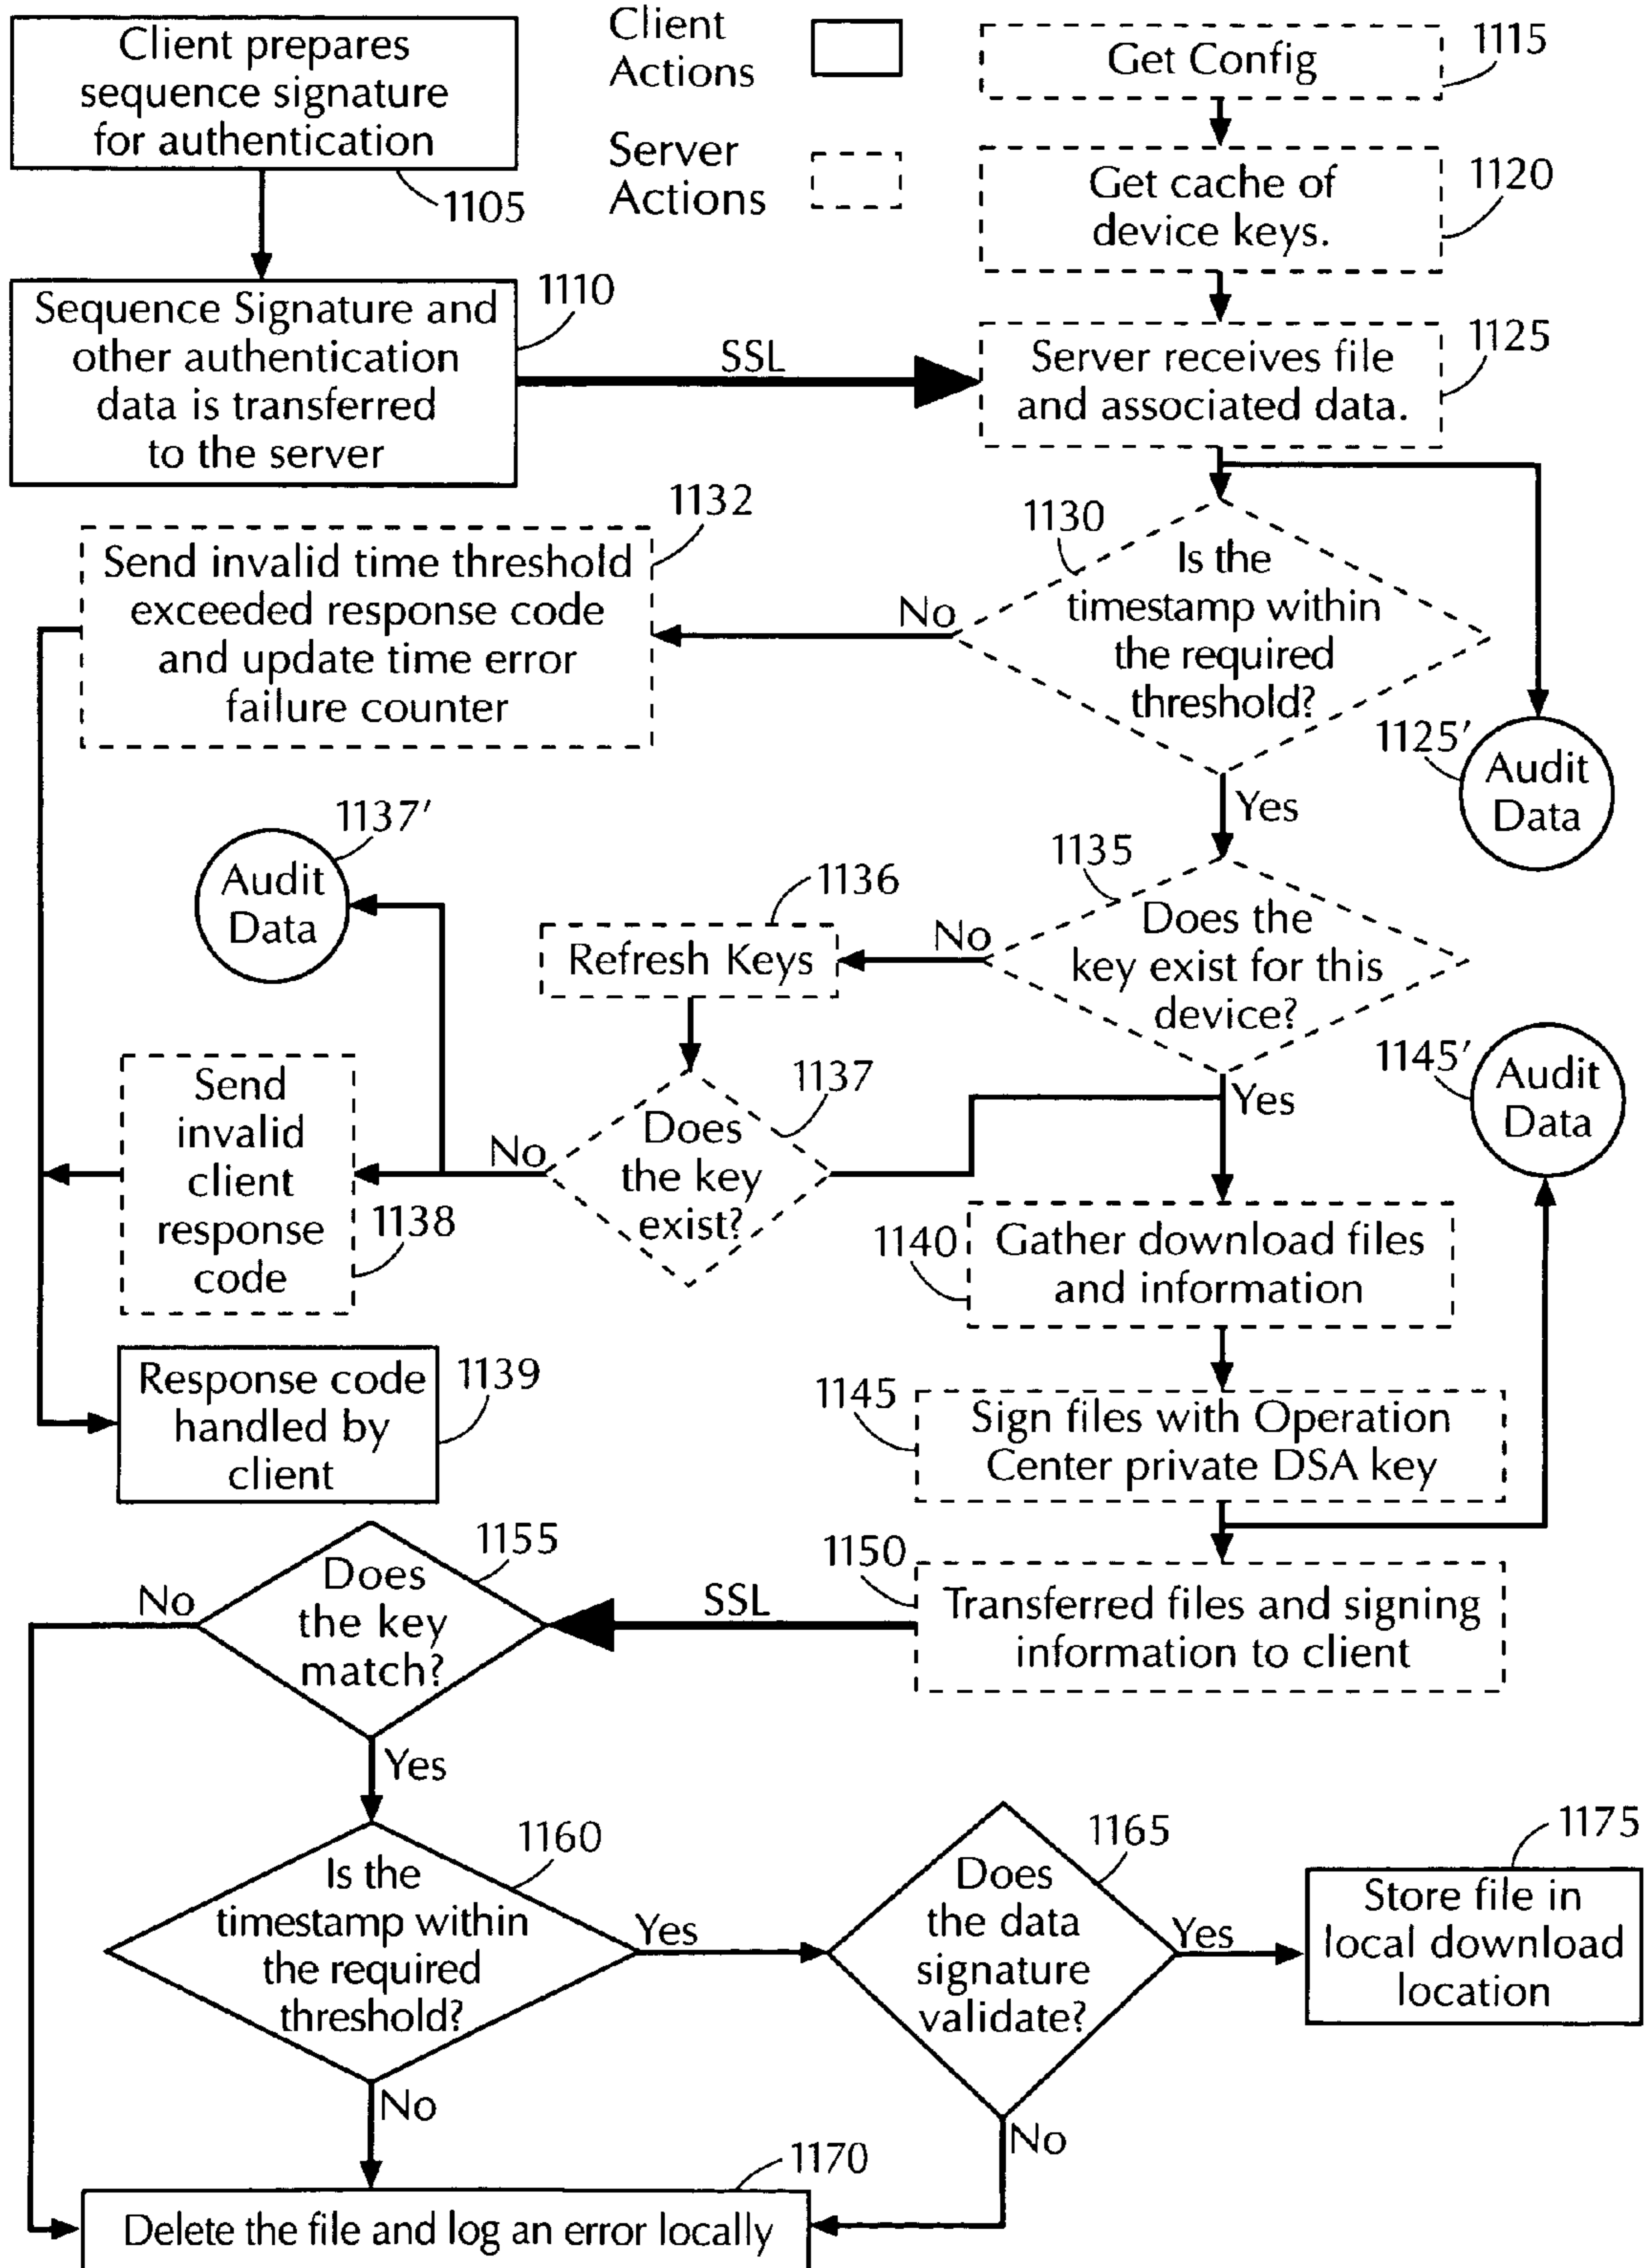 Client prepares
sequence signature
for authentication
1105
Client
Actions
Server
Actions
Get Config
1115
Get cache of
device keys.
1120
Sequence Signature and
other authentication
data is transferred
to the server
1110
SSL
Server receives file
and associated data.
1125
1132
Send invalid time threshold
exceeded response code
and update time error
failure counter
No
1130
Is the
timestamp within
the required
threshold?
Yes
1125'
Audit
Data
1137'
Audit
Data
1136
Refresh Keys
No
1135
Does the
key exist for this
device?
Yes
1145'
Audit
Data
Send
invalid
client
response
code
1138
No
1137
Does
the key
exist?
1140
Gather download files
and information
Response code
handled by
client
1139
1145
Sign files with Operation
Center private DSA key
No
1155
Does
the key
match?
Yes
SSL
1150
Transferred files and signing
information to client
1160
Is the
timestamp within
the required
threshold?
Yes
No
1165
Does
the data
signature
validate?
Yes
No
1175
Store file in
local download
location
1170
Delete the file and log an error locally